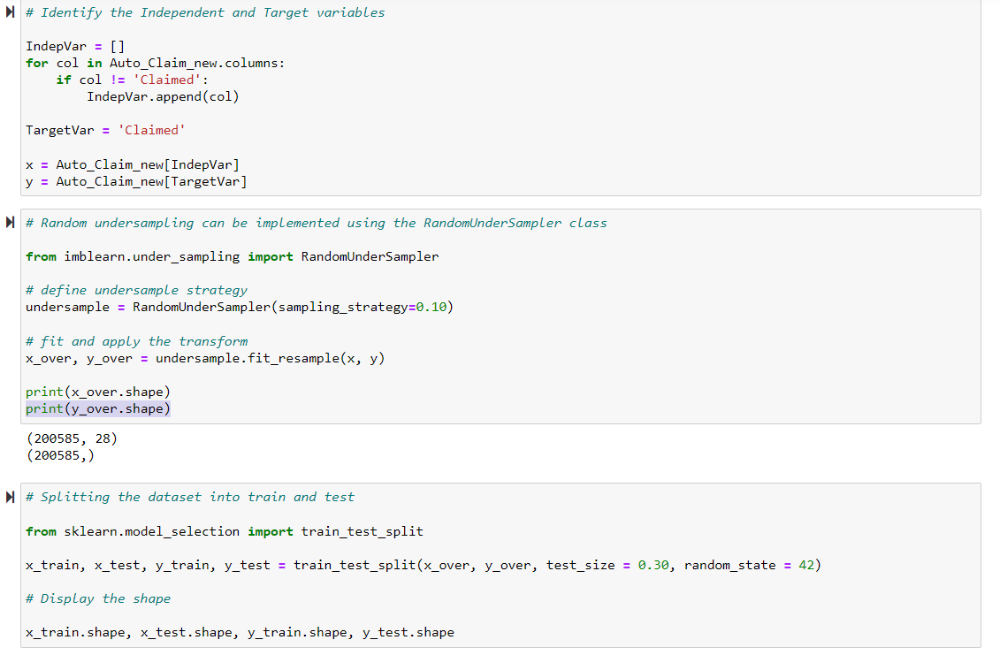 # Identify the Independent and Target variables
IndepVar = []
for col in Auto_Claim_new.columns:
    if col != 'Claimed':
        IndepVar.append(col)
TargetVar = 'Claimed'
x = Auto_Claim_new[IndepVar]
y = Auto_Claim_new[TargetVar]
# Random undersampling can be implemented using the RandomUnderSampler class
from imblearn.under_sampling import RandomUnderSampler
# define undersample strategy
undersample = RandomUnderSampler(sampling_strategy=0.10)
# fit and apply the transform
x_over, y_over = undersample.fit_resample(x, y)
print(x_over.shape)
print(y_over.shape)
(200585, 28)
(200585,)
# Splitting the dataset into train and test
from sklearn.model_selection import train_test_split
x_train, x_test, y_train, y_test = train_test_split(x_over, y_over, test_size = 0.30, random_state = 42)
# Display the shape
x_train.shape, x_test.shape, y_train.shape, y_test.shape